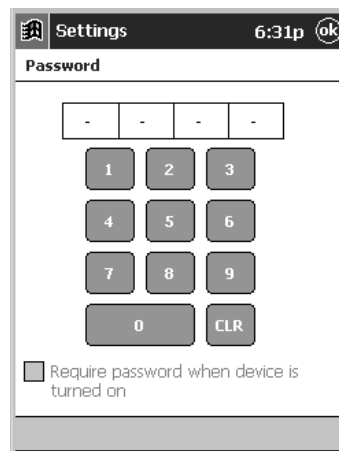 Settings 6:31p ok
Password
- - - -
1 2 3
4 5 6
7 8 9
0 CLR
Require password when device is
turned on